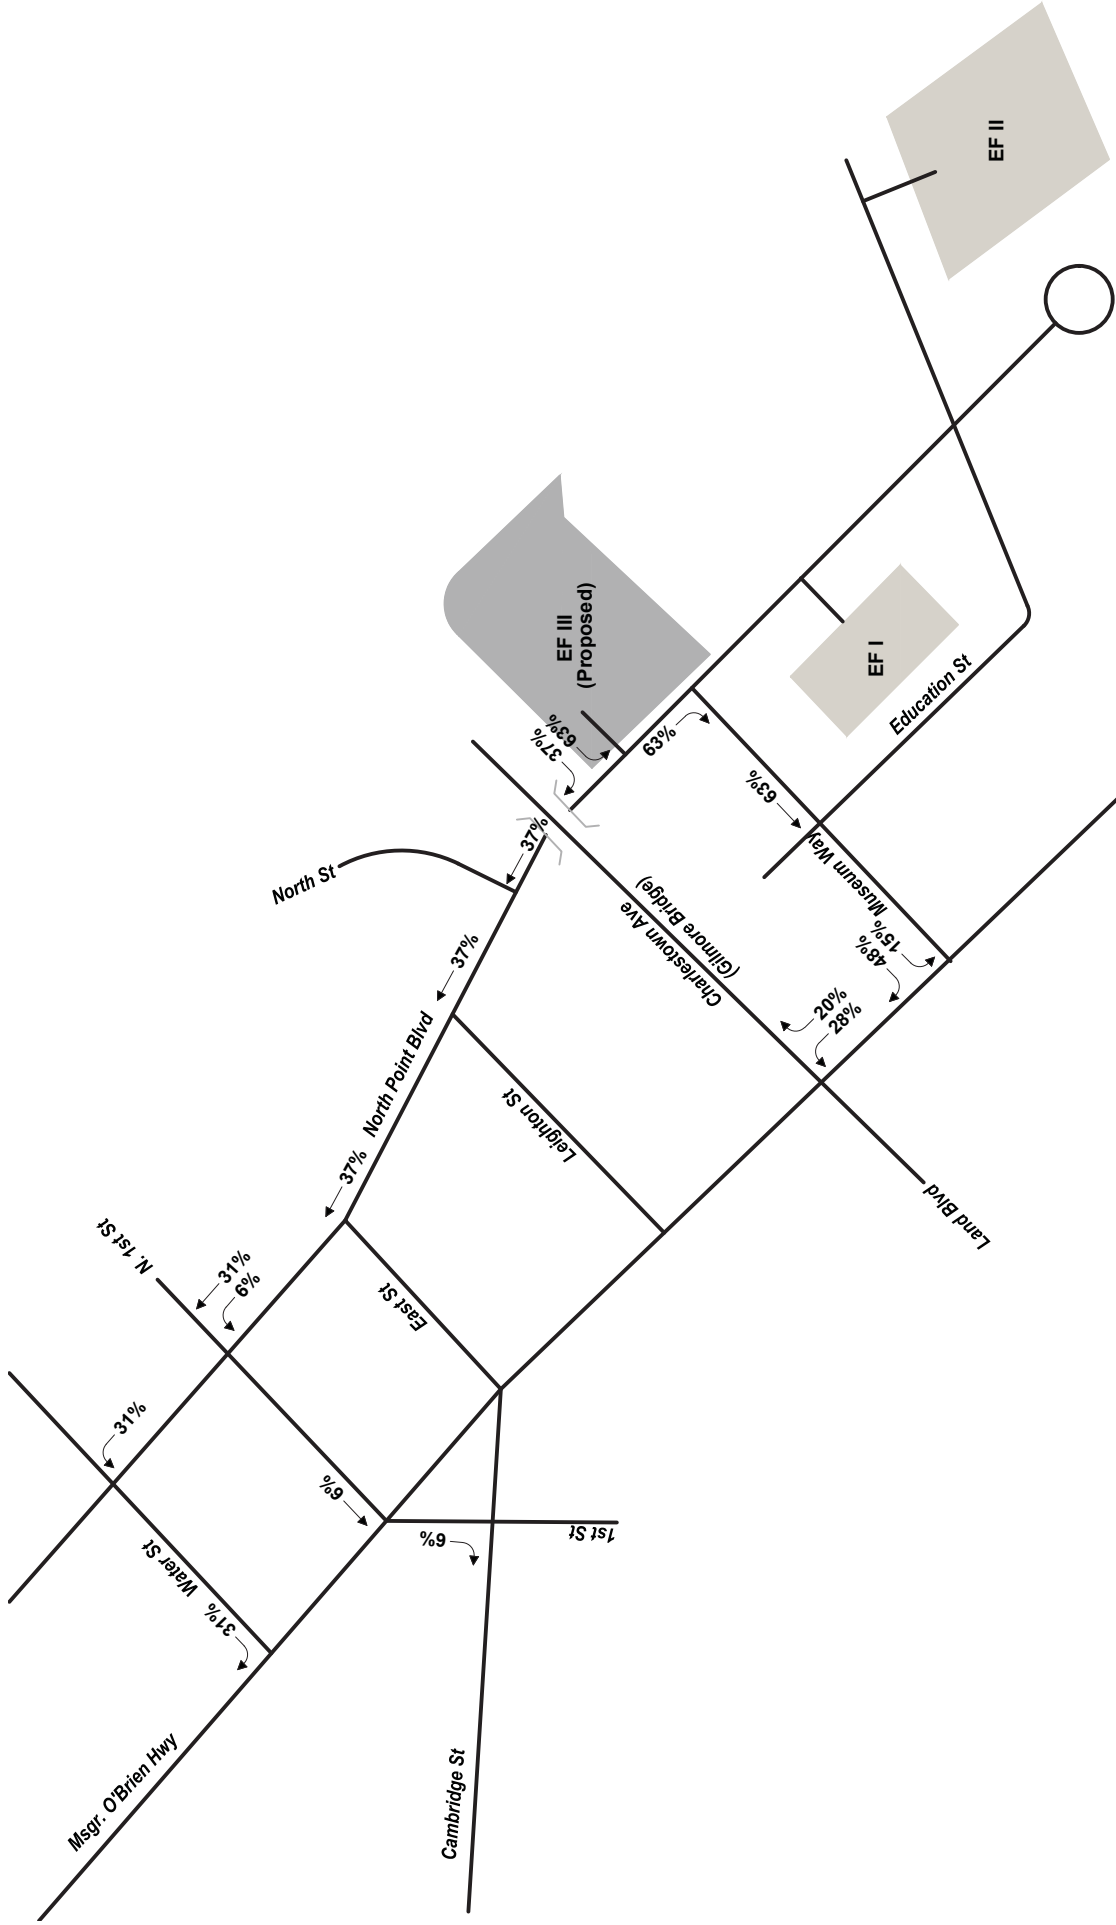 EF II
EF III
(Proposed)
EF I
Education St
63%
37%
63%
63%
37%
North St
Museum Way
(Gilmore Bridge)
Charlestown Ave
15%
48%
37%
20%
28%
North Point Blvd
Leighton St
37%
Land Blvd
N. 1st St
31%
6%
East St
31%
6%
6%
1st St
Water St
31%
Msgr. O'Brien Hwy
Cambridge St